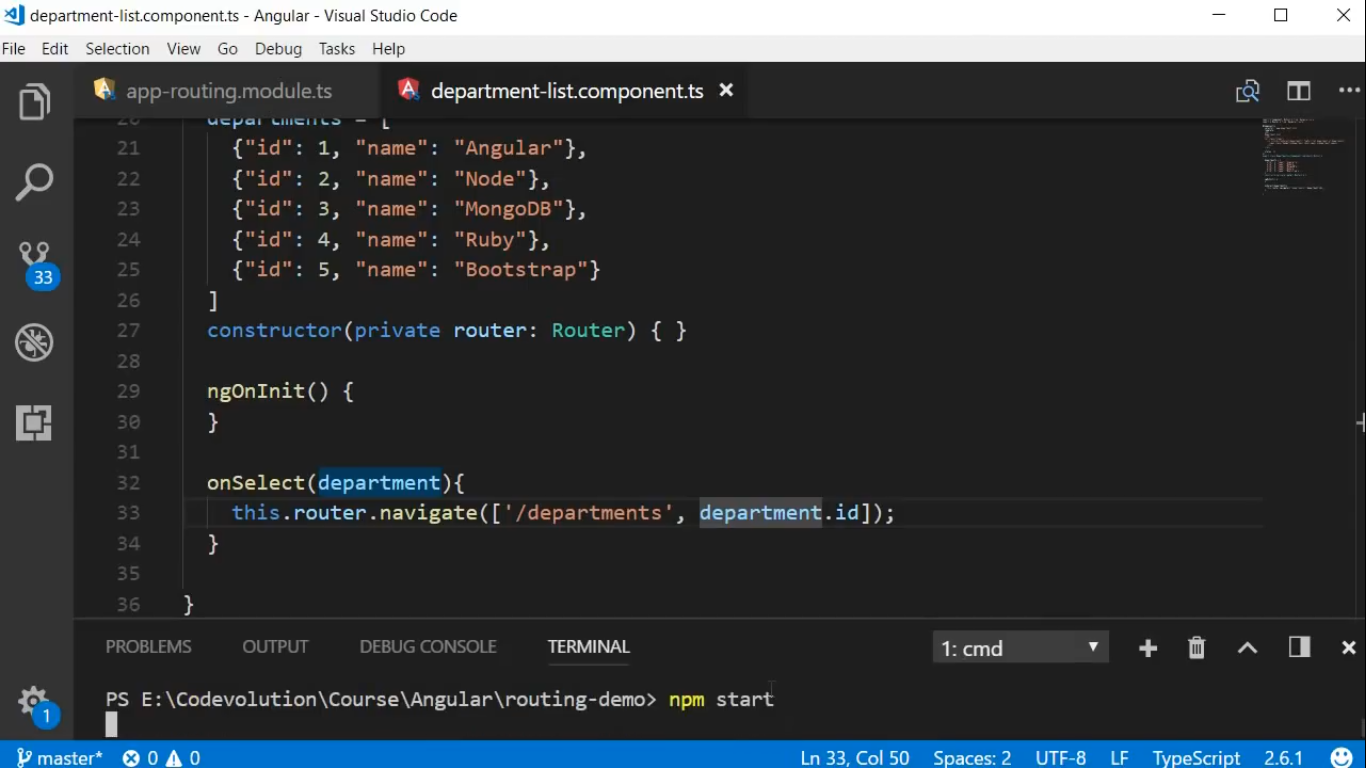 department-list.component.ts - Angular - Visual Studio Code
File Edit Selection View Go Debug Tasks Help
app-routing.module.ts department-list.component.ts
20 departments = [
21 {"id": 1, "name": "Angular"},
22 {"id": 2, "name": "Node"},
23 {"id": 3, "name": "MongoDB"},
24 {"id": 4, "name": "Ruby"},
25 {"id": 5, "name": "Bootstrap"}
26 ]
27 constructor(private router: Router) { }
28
29 ngOnInit() {
30 }
31
32 onSelect(department){
33 this.router.navigate(['/departments', department.id]);
34 }
35
36 }
33
1
PROBLEMS OUTPUT DEBUG CONSOLE TERMINAL 1: cmd
PS E:\Codevolution\Course\Angular\routing-demo> npm start
master* 0 0 Ln 33, Col 50 Spaces: 2 UTF-8 LF TypeScript 2.6.1